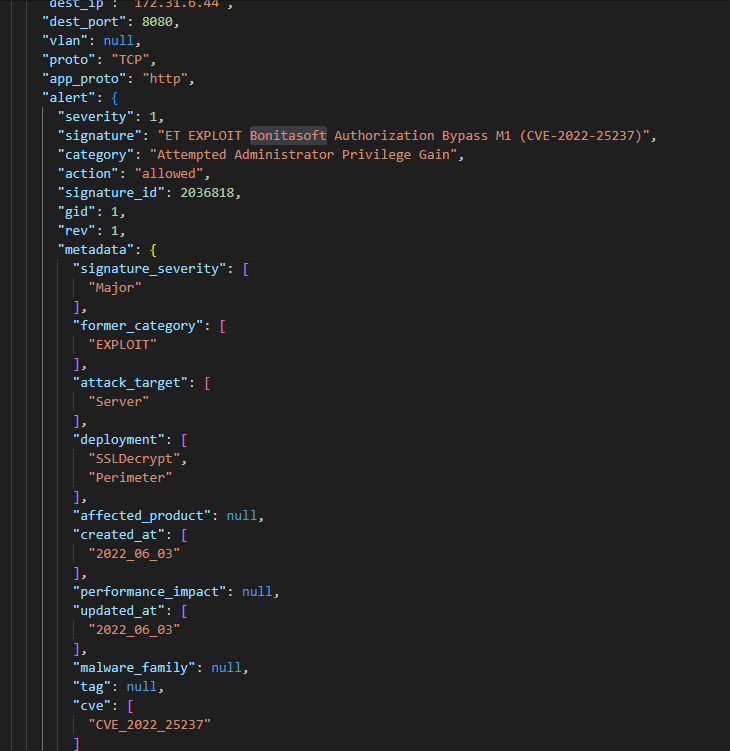 dest_ip": "172.31.6.44",
"dest_port": 8080,
"vlan": null,
"proto": "TCP",
"app_proto": "http",
"alert": {
"severity": 1,
"signature": "ET EXPLOIT Bonitasoft Authorization Bypass M1 (CVE-2022-25237)",
"category": "Attempted Administrator Privilege Gain",
"action": "allowed",
"signature_id": 2036818,
"gid": 1,
"rev": 1,
"metadata": {
"signature_severity": [
"Major"
],
"former_category": [
"EXPLOIT"
],
"attack_target": [
"Server"
],
"deployment": [
"SSLDecrypt",
"Perimeter"
],
"affected_product": null,
"created_at": [
"2022_06_03"
],
"performance_impact": null,
"updated_at": [
"2022_06_03"
],
"malware_family": null,
"tag": null,
"cve": [
"CVE_2022_25237"
]